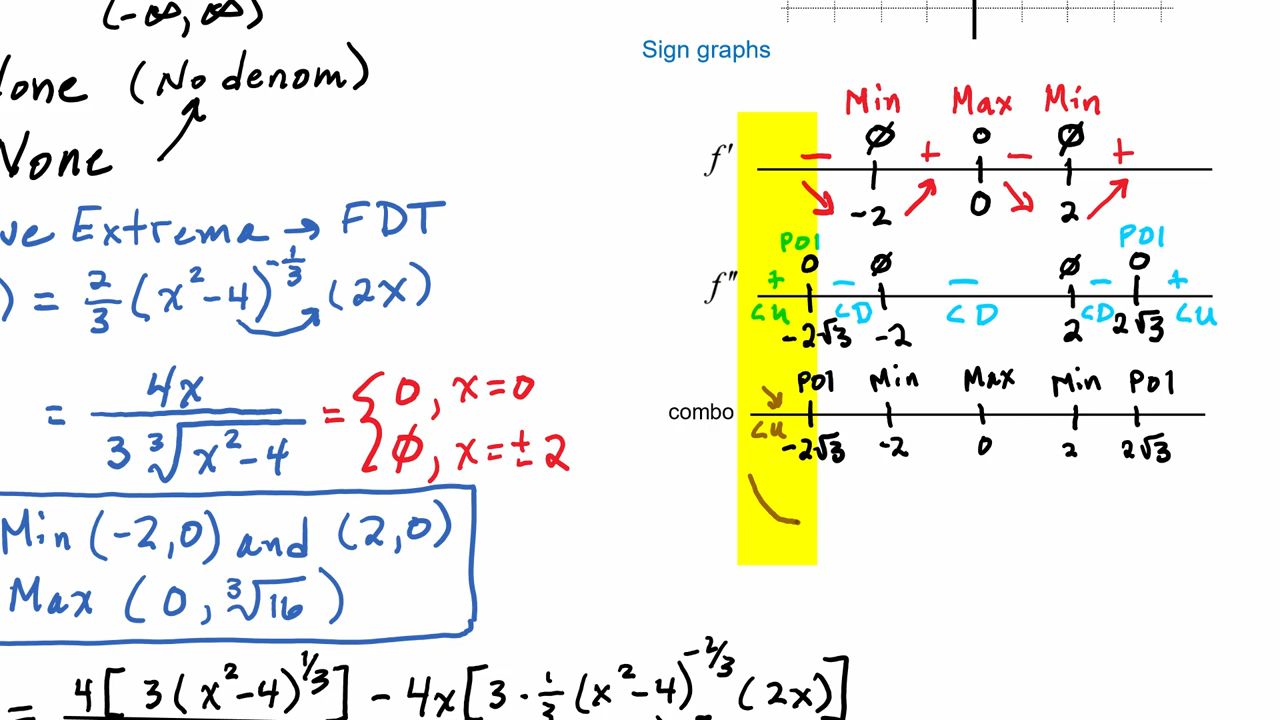 (-∞, ∞)
None (No denom)
None
ve Extrema → FDT
) = 2/3 (x² - 4)^(-1/3) (2x)
= 4x / (3 ∛(x² - 4)) = { 0, x = 0
∅, x = ± 2
Min (-2, 0) and (2, 0)
Max (0, ∛16)
= 4[ 3 (x² - 4)^(1/3) ] - 4x [ 3 · 1/3 (x² - 4)^(-2/3) (2x) ]
Sign graphs
Min Max Min
∅ 0 ∅
f' − + − +
-2 0 2
POI POI
0 ∅ ∅ 0
f'' + − − − +
CU CD CD CD CU
-2√3 -2 2 2√3
POI Min Max Min POI
combo
CU
-2√3 -2 0 2 2√3